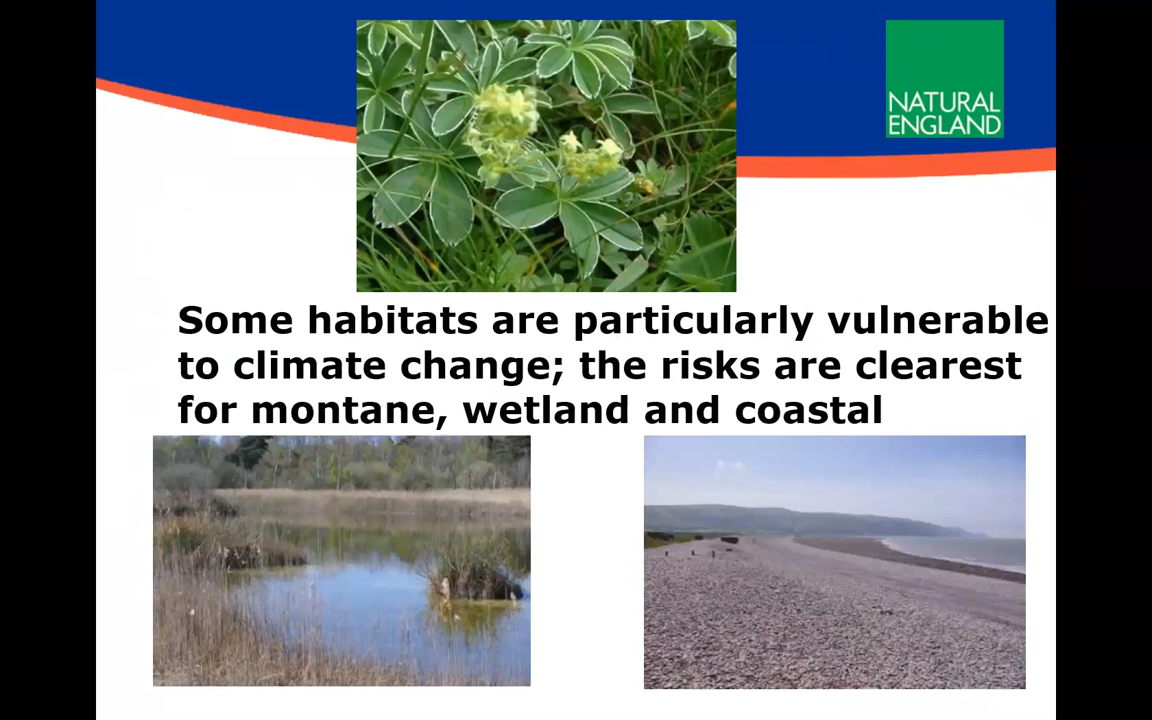 NATURAL
ENGLAND
Some habitats are particularly vulnerable
to climate change; the risks are clearest
for montane, wetland and coastal